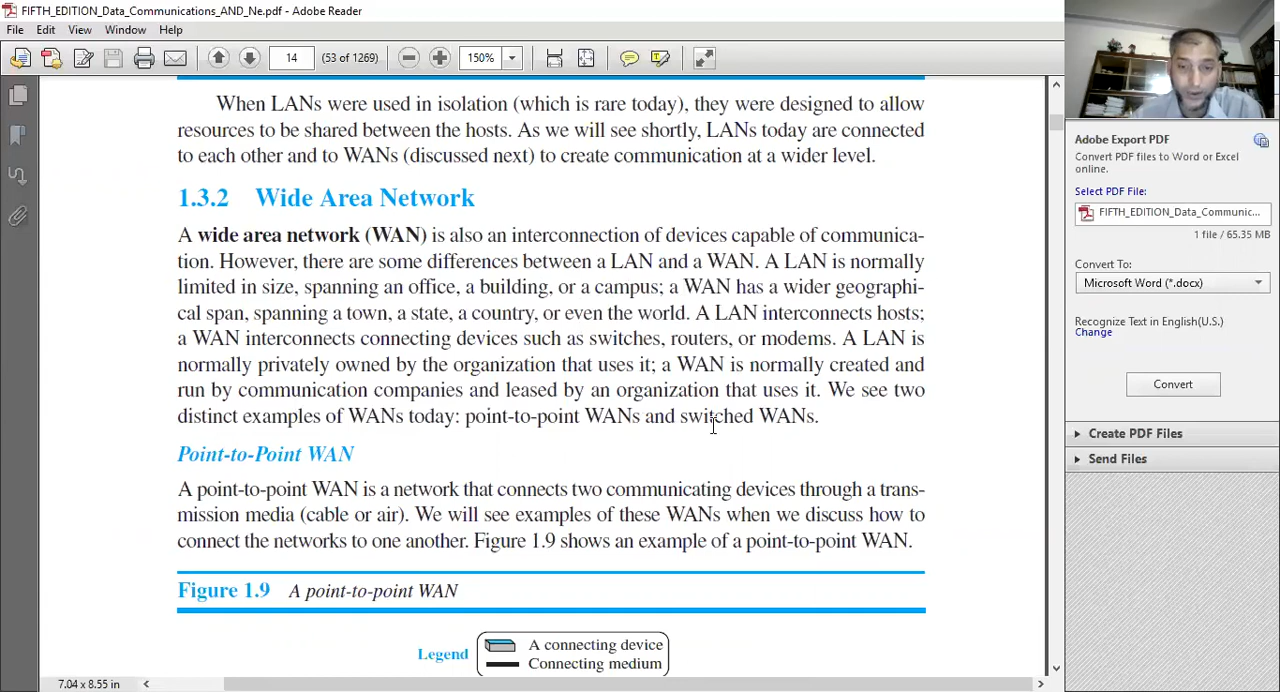 FIFTH_EDITION_Data_Communications_AND_Ne.pdf - Adobe Reader
File Edit View Window Help
14 (53 of 1269) 150%
When LANs were used in isolation (which is rare today), they were designed to allow
resources to be shared between the hosts. As we will see shortly, LANs today are connected
to each other and to WANs (discussed next) to create communication at a wider level.
1.3.2 Wide Area Network
A wide area network (WAN) is also an interconnection of devices capable of communica-
tion. However, there are some differences between a LAN and a WAN. A LAN is normally
limited in size, spanning an office, a building, or a campus; a WAN has a wider geographi-
cal span, spanning a town, a state, a country, or even the world. A LAN interconnects hosts;
a WAN interconnects connecting devices such as switches, routers, or modems. A LAN is
normally privately owned by the organization that uses it; a WAN is normally created and
run by communication companies and leased by an organization that uses it. We see two
distinct examples of WANs today: point-to-point WANs and switched WANs.
Point-to-Point WAN
A point-to-point WAN is a network that connects two communicating devices through a trans-
mission media (cable or air). We will see examples of these WANs when we discuss how to
connect the networks to one another. Figure 1.9 shows an example of a point-to-point WAN.
Figure 1.9 A point-to-point WAN
Legend
A connecting device
Connecting medium
7.04 x 8.55 in
Adobe Export PDF
Convert PDF files to Word or Excel
online.
Select PDF File:
FIFTH_EDITION_Data_Communic...
1 file / 65.35 MB
Convert To:
Microsoft Word (*.docx)
Recognize Text in English(U.S.)
Change
Convert
Create PDF Files
Send Files